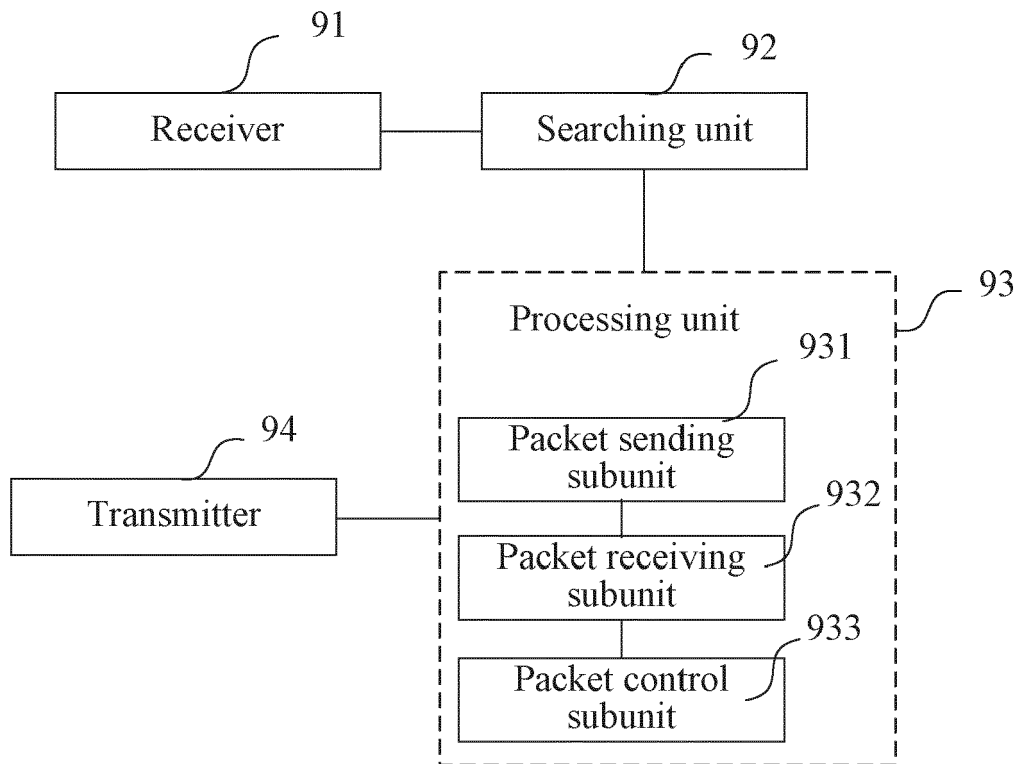 91
92
Receiver
Searching unit
93
Processing unit
931
Packet sending
subunit
94
Transmitter
932
Packet receiving
subunit
933
Packet control
subunit